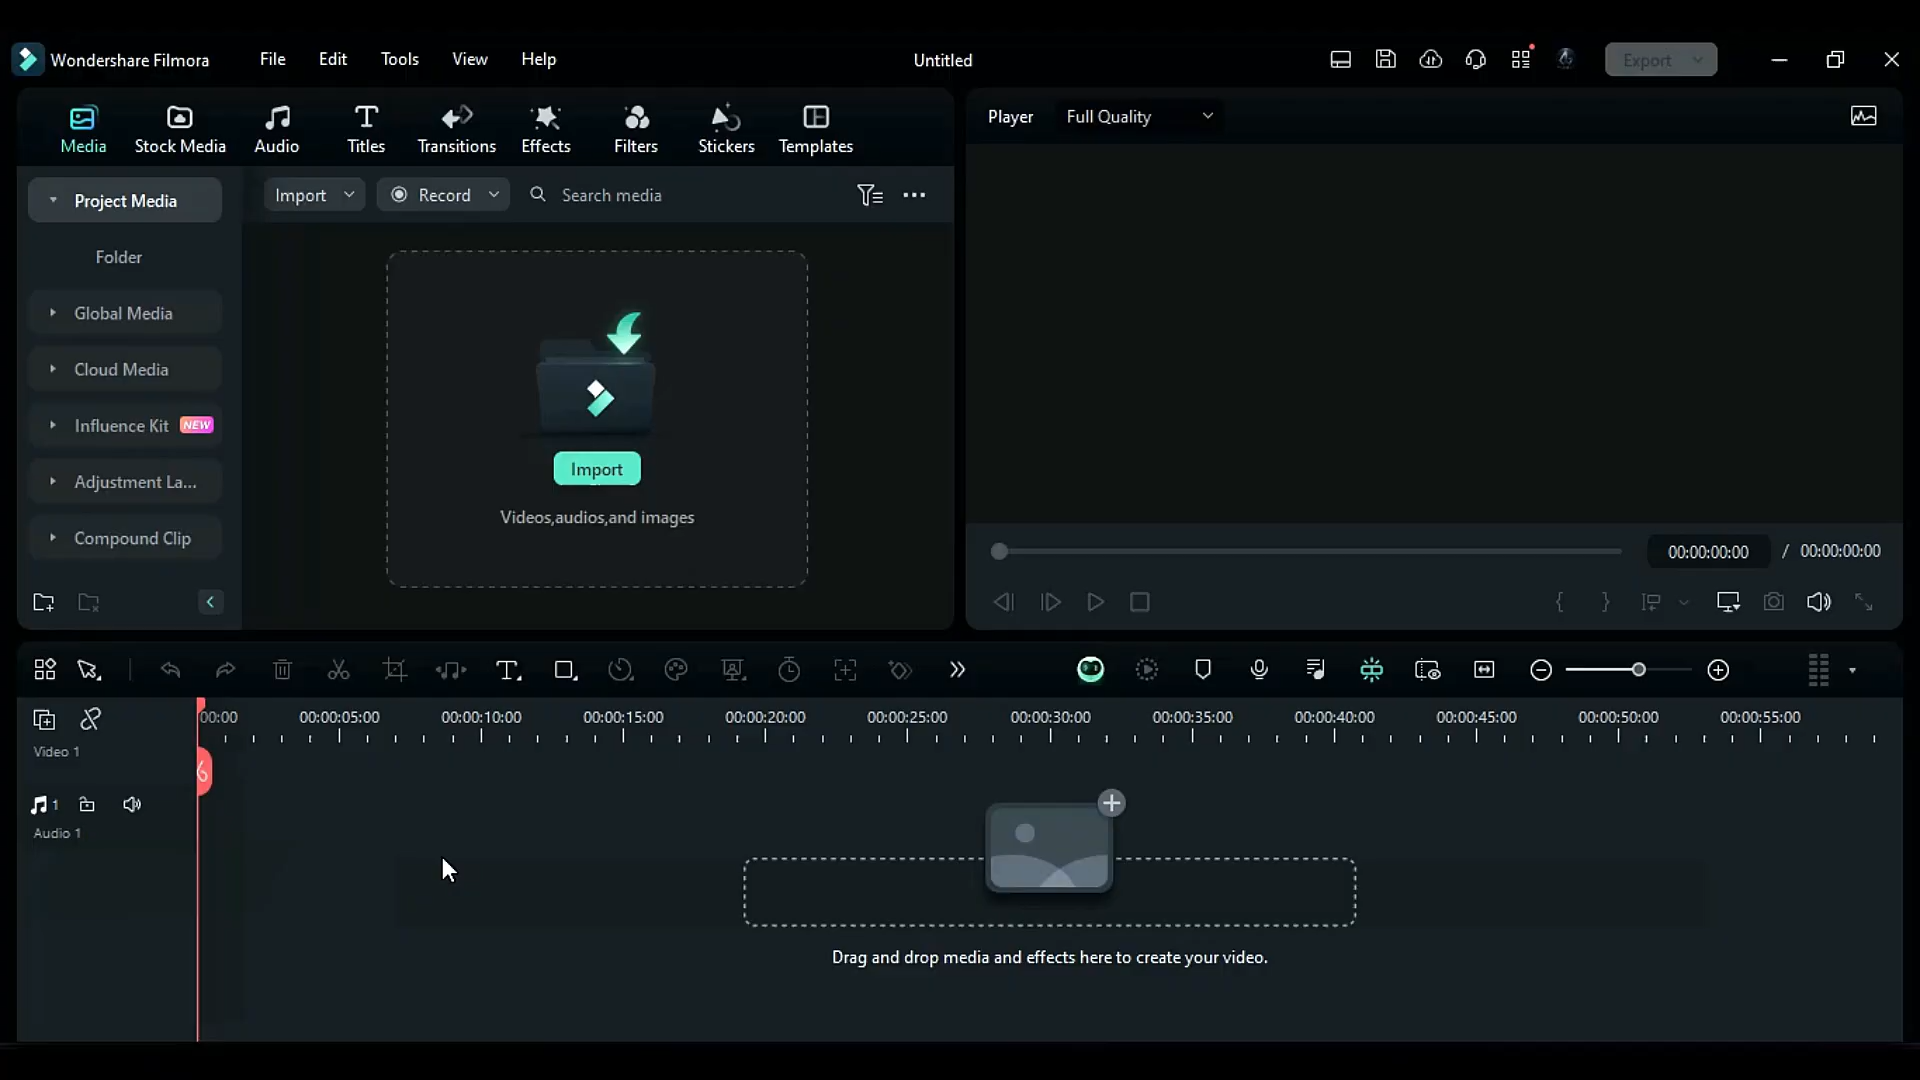 Wondershare Filmora File Edit Tools View Help Untitled Export
Media Stock Media Audio Titles Transitions Effects Filters Stickers Templates
Player Full Quality
Project Media
Import Record Search media
Folder
Global Media
Cloud Media
Influence Kit NEW
Adjustment La...
Compound Clip
Import
Videos,audios,and images
00:00:00:00 / 00:00:00:00
00:00 00:00:05:00 00:00:10:00 00:00:15:00 00:00:20:00 00:00:25:00 00:00:30:00 00:00:35:00 00:00:40:00 00:00:45:00 00:00:50:00 00:00:55:00
Video 1
1
Audio 1
Drag and drop media and effects here to create your video.